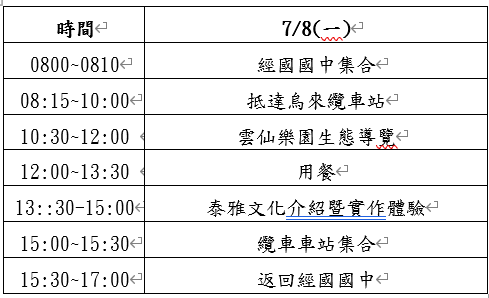 時間 7/8(一)
0800~0810 經國國中集合
08:15~10:00 抵達烏來纜車站
10:30~12:00 雲仙樂園生態導覽
12:00~13:30 用餐
13::30-15:00 泰雅文化介紹暨實作體驗
15:00~15:30 纜車車站集合
15:30~17:00 返回經國國中